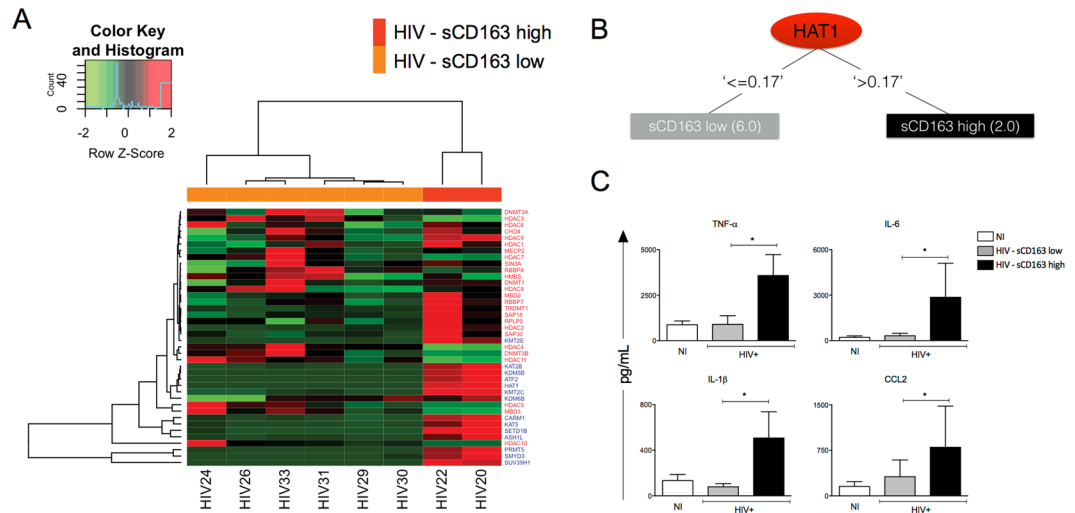 A
Color Key
and Histogram
Count
0 40
-2 0 1 2
Row Z-Score
HIV - sCD163 high
HIV - sCD163 low
DNMT3A
HDAC3
HDAC6
CHD4
HDAC9
HDAC1
MECP2
HDAC7
SIN3A
RBBP4
HMBS
DNMT1
HDAC8
MBD2
RBBP7
TRDMT1
SAP18
RPLP0
HDAC2
SAP30
KMT2E
HDAC4
DNMT3B
HDAC11
KAT2B
KDM5B
ATF2
HAT1
KMT2C
KDM6B
HDAC5
MBD3
CARM1
KAT5
SETD1B
ASH1L
HDAC10
PRMT5
SMYD3
SUV39H1
HIV24
HIV26
HIV33
HIV31
HIV29
HIV30
HIV22
HIV20
B
HAT1
‘<=0.17’ ‘>0.17’
sCD163 low (6.0) sCD163 high (2.0)
C
pg/mL
TNF-α
5000
2500
0
*
NI
HIV+
IL-6
6000
3000
0
*
NI
HIV+
NI
HIV - sCD163 low
HIV - sCD163 high
IL-1β
800
400
0
*
NI
HIV+
CCL2
1500
750
0
*
NI
HIV+